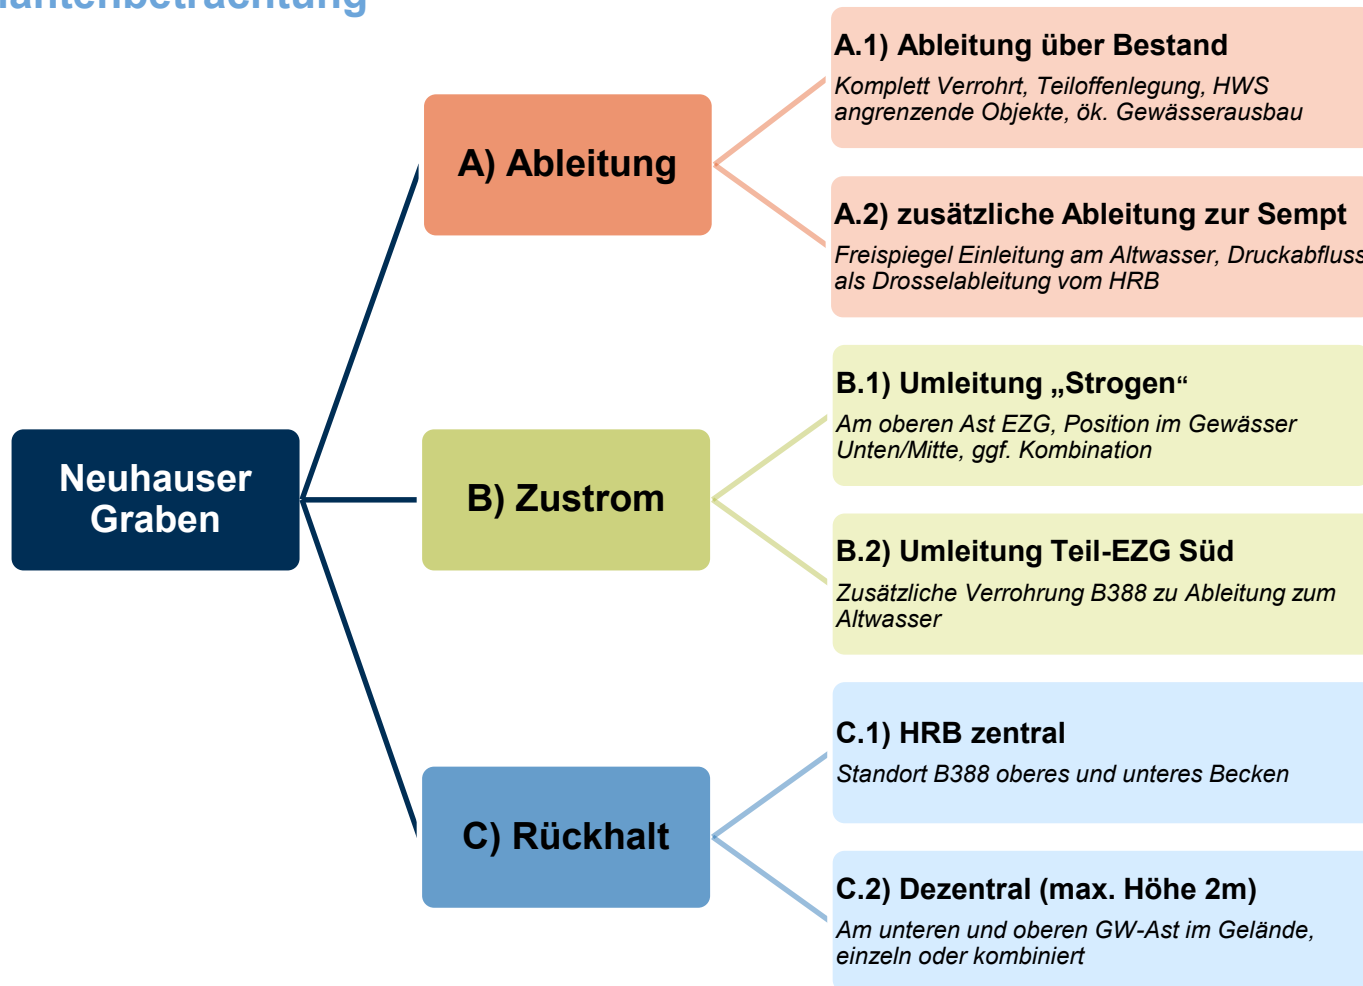 Neuhauser
Graben
A) Ableitung
A.1) Ableitung über Bestand
Komplett Verrohrt, Teiloffenlegung, HWS
angrenzende Objekte, ök. Gewässerausbau
A.2) zusätzliche Ableitung zur Sempt
Freispiegel Einleitung am Altwasser, Druckabfluss
als Drosselableitung vom HRB
B) Zustrom
B.1) Umleitung „Strogen“
Am oberen Ast EZG, Position im Gewässer
Unten/Mitte, ggf. Kombination
B.2) Umleitung Teil-EZG Süd
Zusätzliche Verrohrung B388 zu Ableitung zum
Altwasser
C) Rückhalt
C.1) HRB zentral
Standort B388 oberes und unteres Becken
C.2) Dezentral (max. Höhe 2m)
Am unteren und oberen GW-Ast im Gelände,
einzeln oder kombiniert